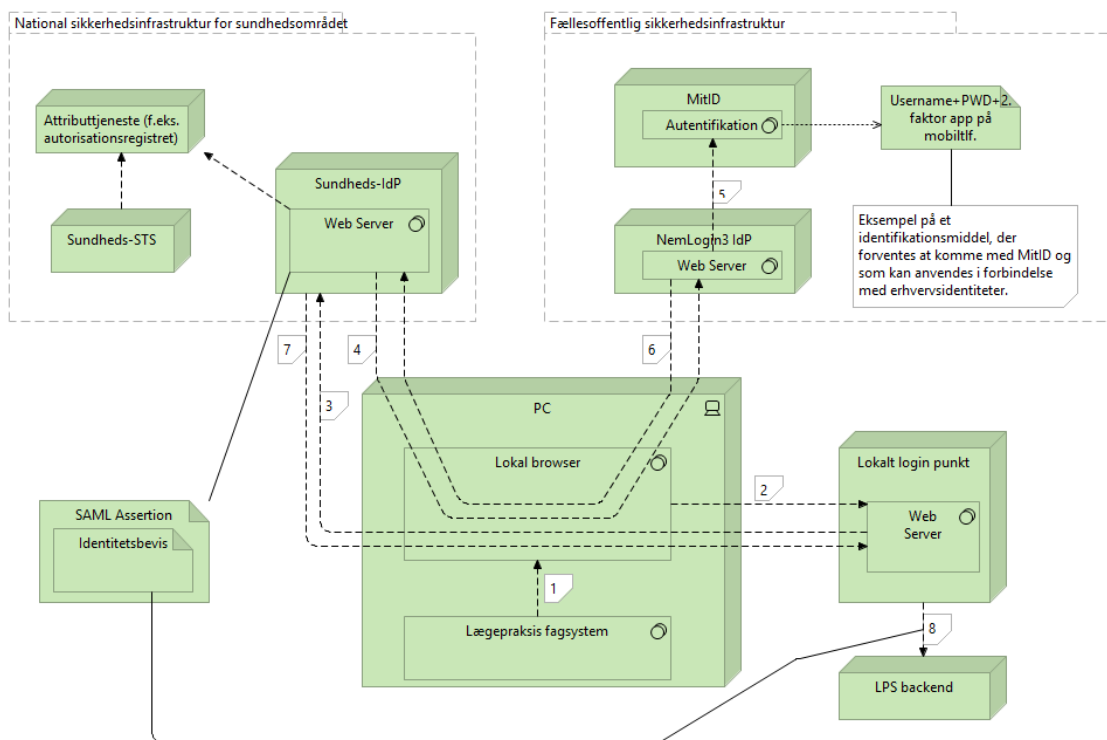 National sikkerhedsinfrastruktur for sundhedsområdet
Fællesoffentlig sikkerhedsinfrastruktur
Attributtjeneste (f.eks.
autorisationsregistret)
Sundheds-STS
Sundheds-IdP
Web Server
MitID
Autentifikation
Username+PWD+2.
faktor app på
mobiltlf.
5
NemLogin3 IdP
Web Server
Eksempel på et
identifikationsmiddel, der
forventes at komme med MitID og
som kan anvendes i forbindelse
med erhvervsidentiteter.
7
4
6
3
PC
Lokal browser
2
Lokalt login punkt
Web
Server
SAML Assertion
Identitetsbevis
1
Lægepraksis fagsystem
8
LPS backend